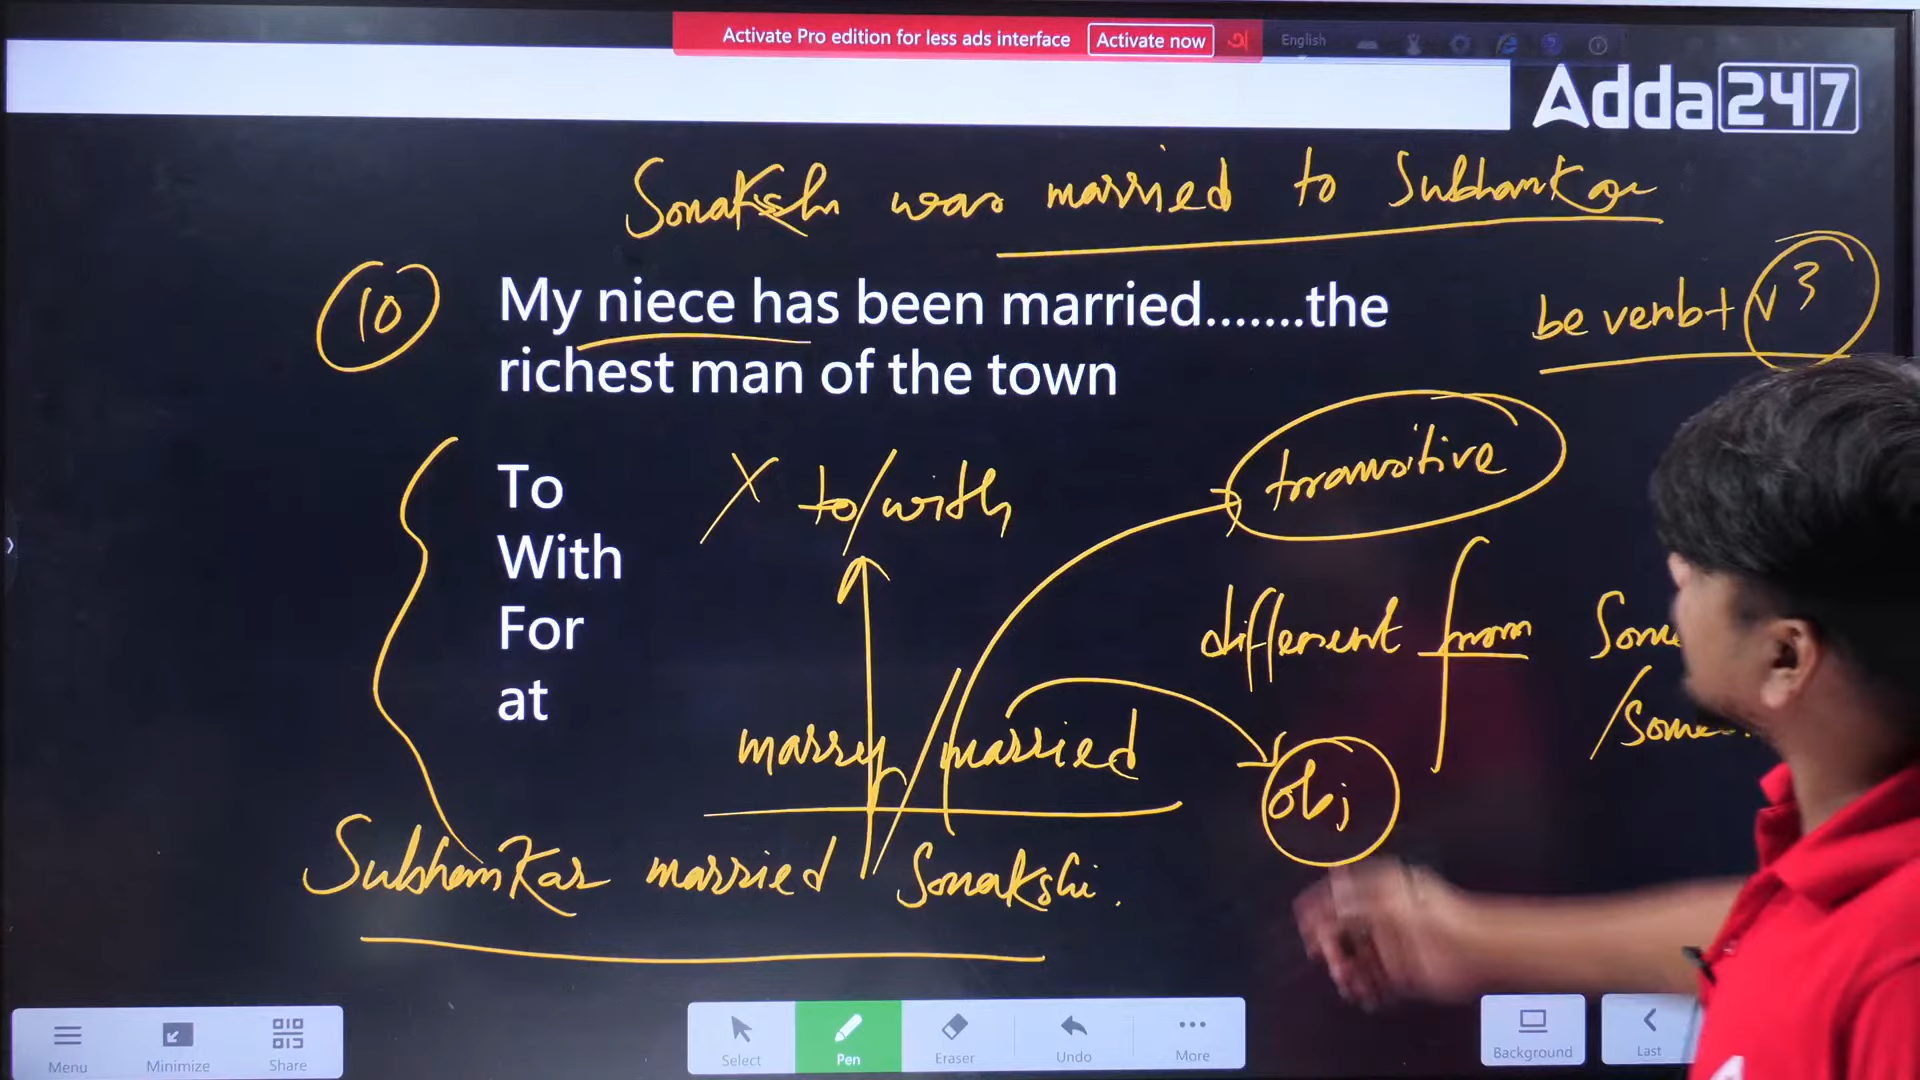 Activate Pro edition for less ads interface Activate now
English
Adda247
Sonakshi was married to Subhankar
10
My niece has been married.......the
richest man of the town
be verb + v3
To
With
For
at
X to/with
transitive
different from
marry/married
obj
Subhamkar married Sonakshi.
Menu
Minimize
Share
Select
Pen
Eraser
Undo
More
Background
Last